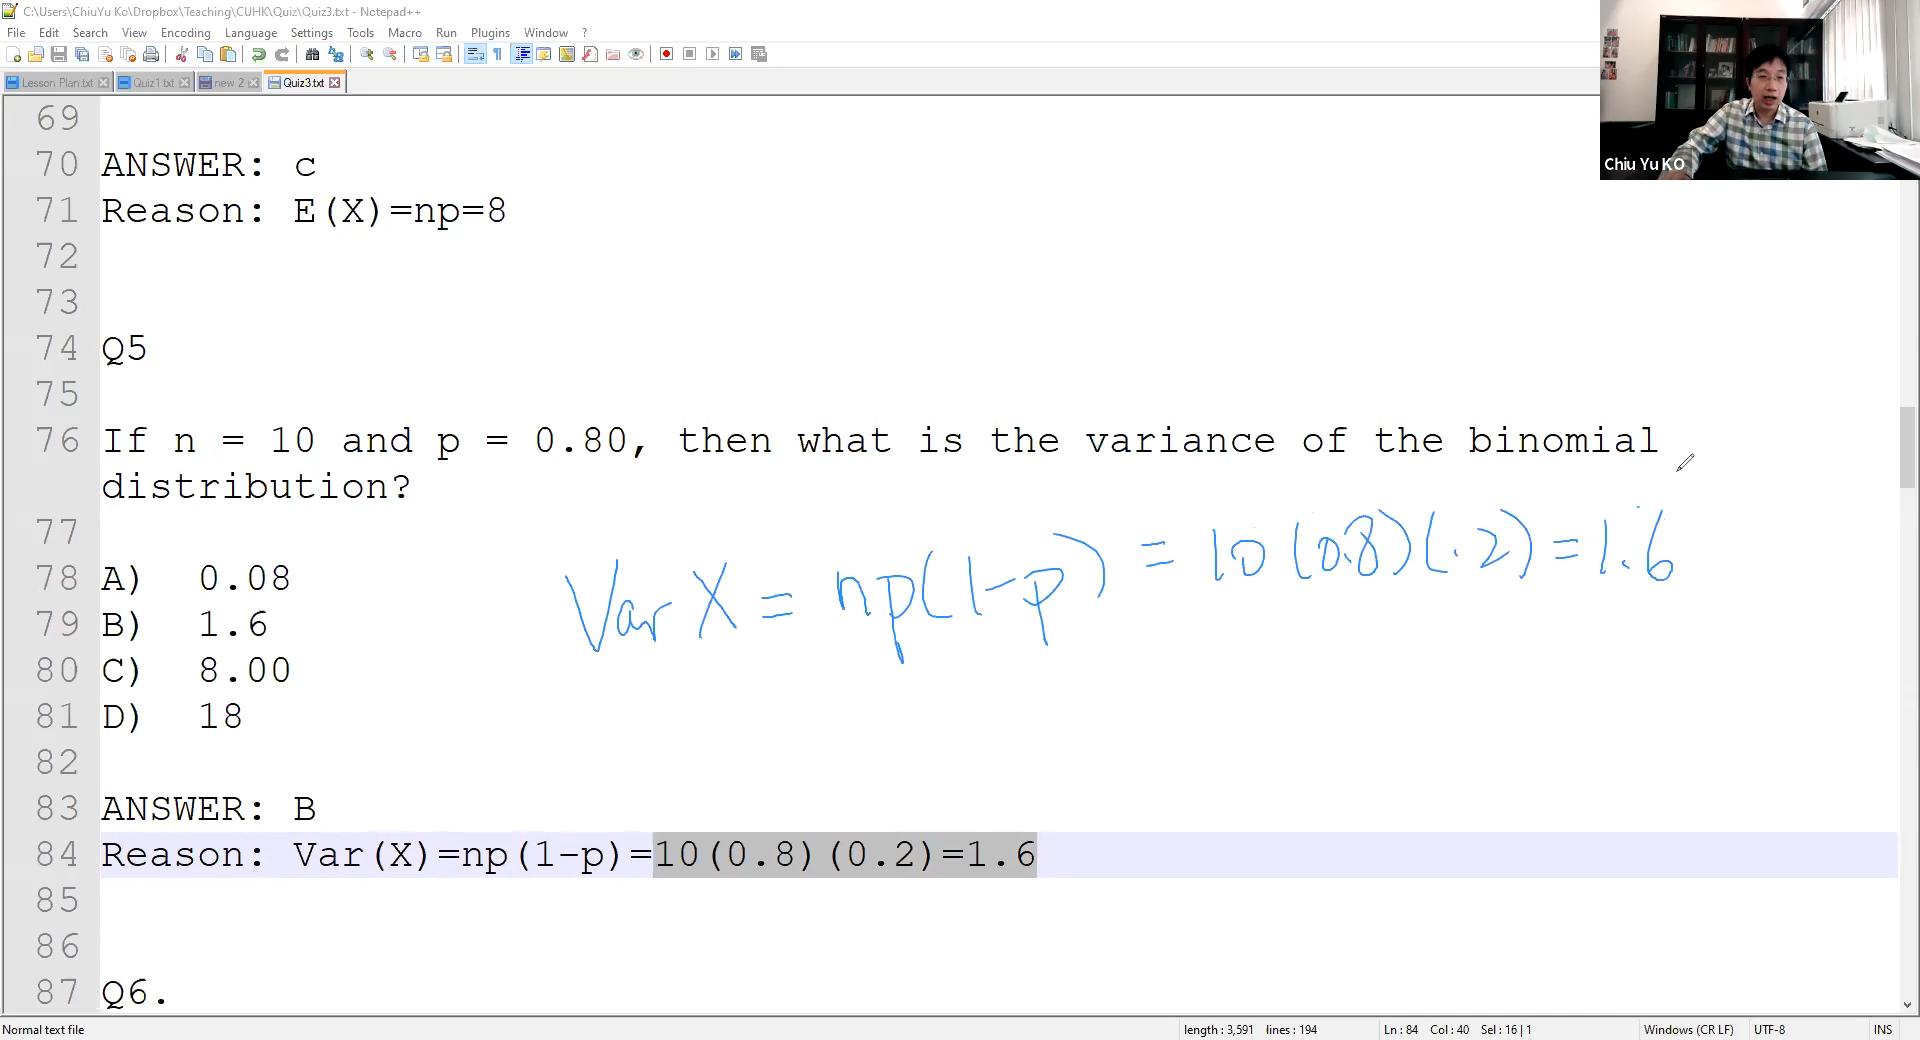 C:\Users\ChiuYu Ko\Dropbox\Teaching\CUHK\Quiz\Quiz3.txt - Notepad++
File Edit Search View Encoding Language Settings Tools Macro Run Plugins Window ?
Lesson Plan.txt Quiz1.txt new 2 Quiz3.txt
Chiu Yu KO
69
70 ANSWER: c
71 Reason: E(X)=np=8
72
73
74 Q5
75
76 If n = 10 and p = 0.80, then what is the variance of the binomial
distribution?
77
Var X = np(1-p) = 10(0.8)(.2) = 1.6
78 A) 0.08
79 B) 1.6
80 C) 8.00
81 D) 18
82
83 ANSWER: B
84 Reason: Var(X)=np(1-p)=10(0.8)(0.2)=1.6
85
86
87 Q6.
Normal text file length : 3,591 lines : 194 Ln : 84 Col : 40 Sel : 16 | 1 Windows (CR LF) UTF-8 INS